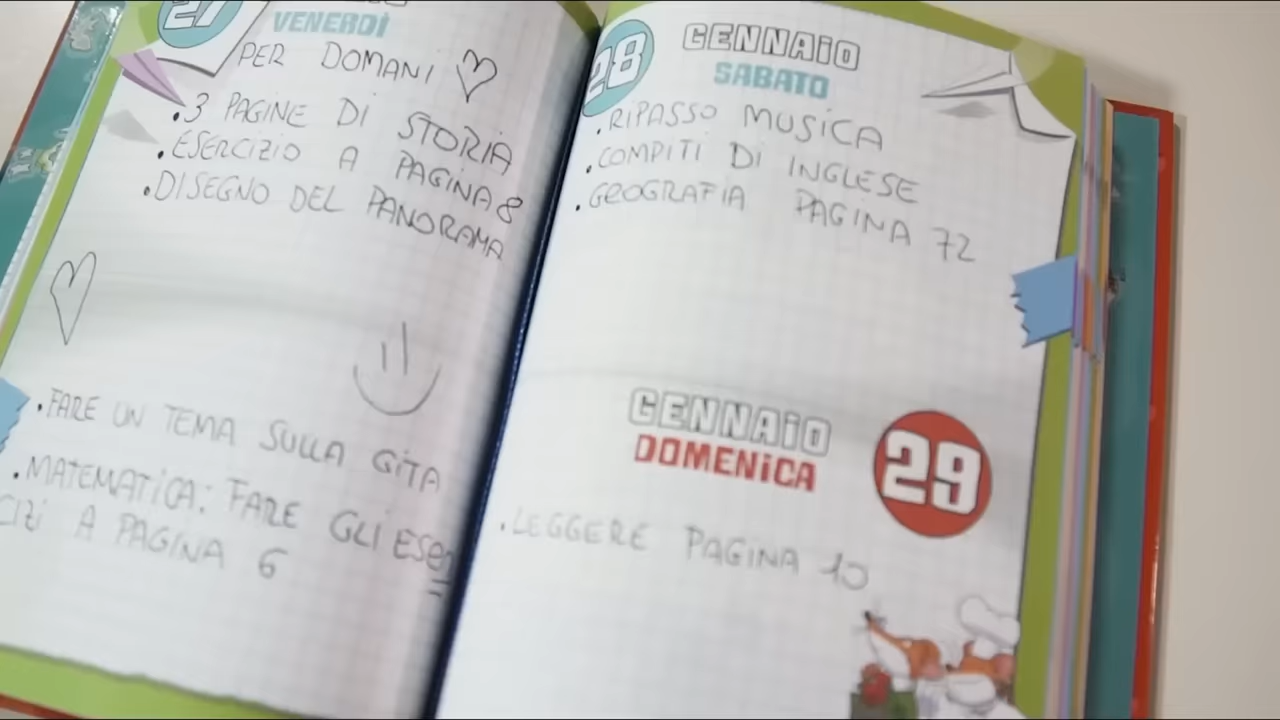 27
VENERDÌ
PER DOMANI
.3 PAGINE DI STORIA
.ESERCIZIO A PAGINA 8
.DISEGNO DEL PANORAMA
.FARE UN TEMA SULLA GITA
.MATEMATICA: FARE GLI ESER
CIZI A PAGINA 6
28
GENNAIO
SABATO
.RIPASSO MUSICA
.COMPITI DI INGLESE
.GEOGRAFIA PAGINA 72
GENNAIO
DOMENICA
29
.LEGGERE PAGINA 10